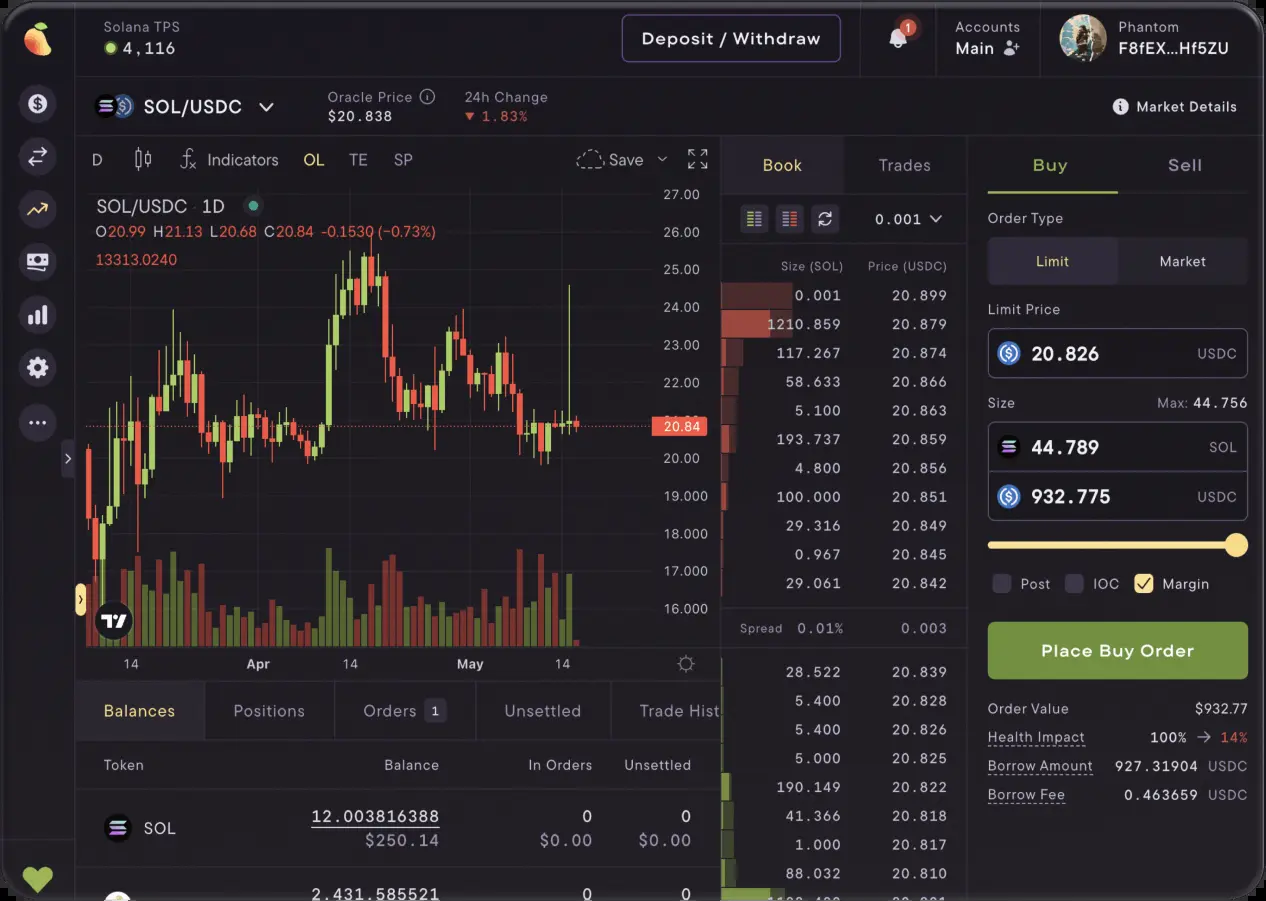 Solana TPS
4,116
Deposit / Withdraw
1
Accounts
Main
Phantom
F8fEX...Hf5ZU
SOL/USDC
Oracle Price
$20.838
24h Change
1.83%
Market Details
D
Indicators
OL
TE
SP
Save
SOL/USDC · 1D
O20.99 H21.13 L20.68 C20.84 -0.1530 (-0.73%)
13313.0240
27.00
26.00
25.00
24.00
23.00
22.00
20.84
20.00
19.000
18.000
17.000
16.000
14
Apr
14
May
14
Book
Trades
0.001
Size (SOL) Price (USDC)
0.001 20.899
1210.859 20.879
117.267 20.874
58.633 20.866
5.100 20.863
193.737 20.859
4.800 20.856
100.000 20.851
29.316 20.849
0.967 20.845
29.061 20.842
Spread 0.01% 0.003
28.522 20.839
5.400 20.828
5.400 20.826
5.000 20.825
190.149 20.822
41.366 20.818
1.000 20.817
88.032 20.810
Buy
Sell
Order Type
Limit
Market
Limit Price
20.826 USDC
Size
Max: 44.756
44.789 SOL
932.775 USDC
Post
IOC
Margin
Place Buy Order
Order Value $932.77
Health Impact 100% → 14%
Borrow Amount 927.31904 USDC
Borrow Fee 0.463659 USDC
Balances
Positions
Orders 1
Unsettled
Trade Hist
Token Balance In Orders Unsettled
SOL 12.003816388 0 0
$250.14 $0.00 $0.00
2.431.585521 0 0